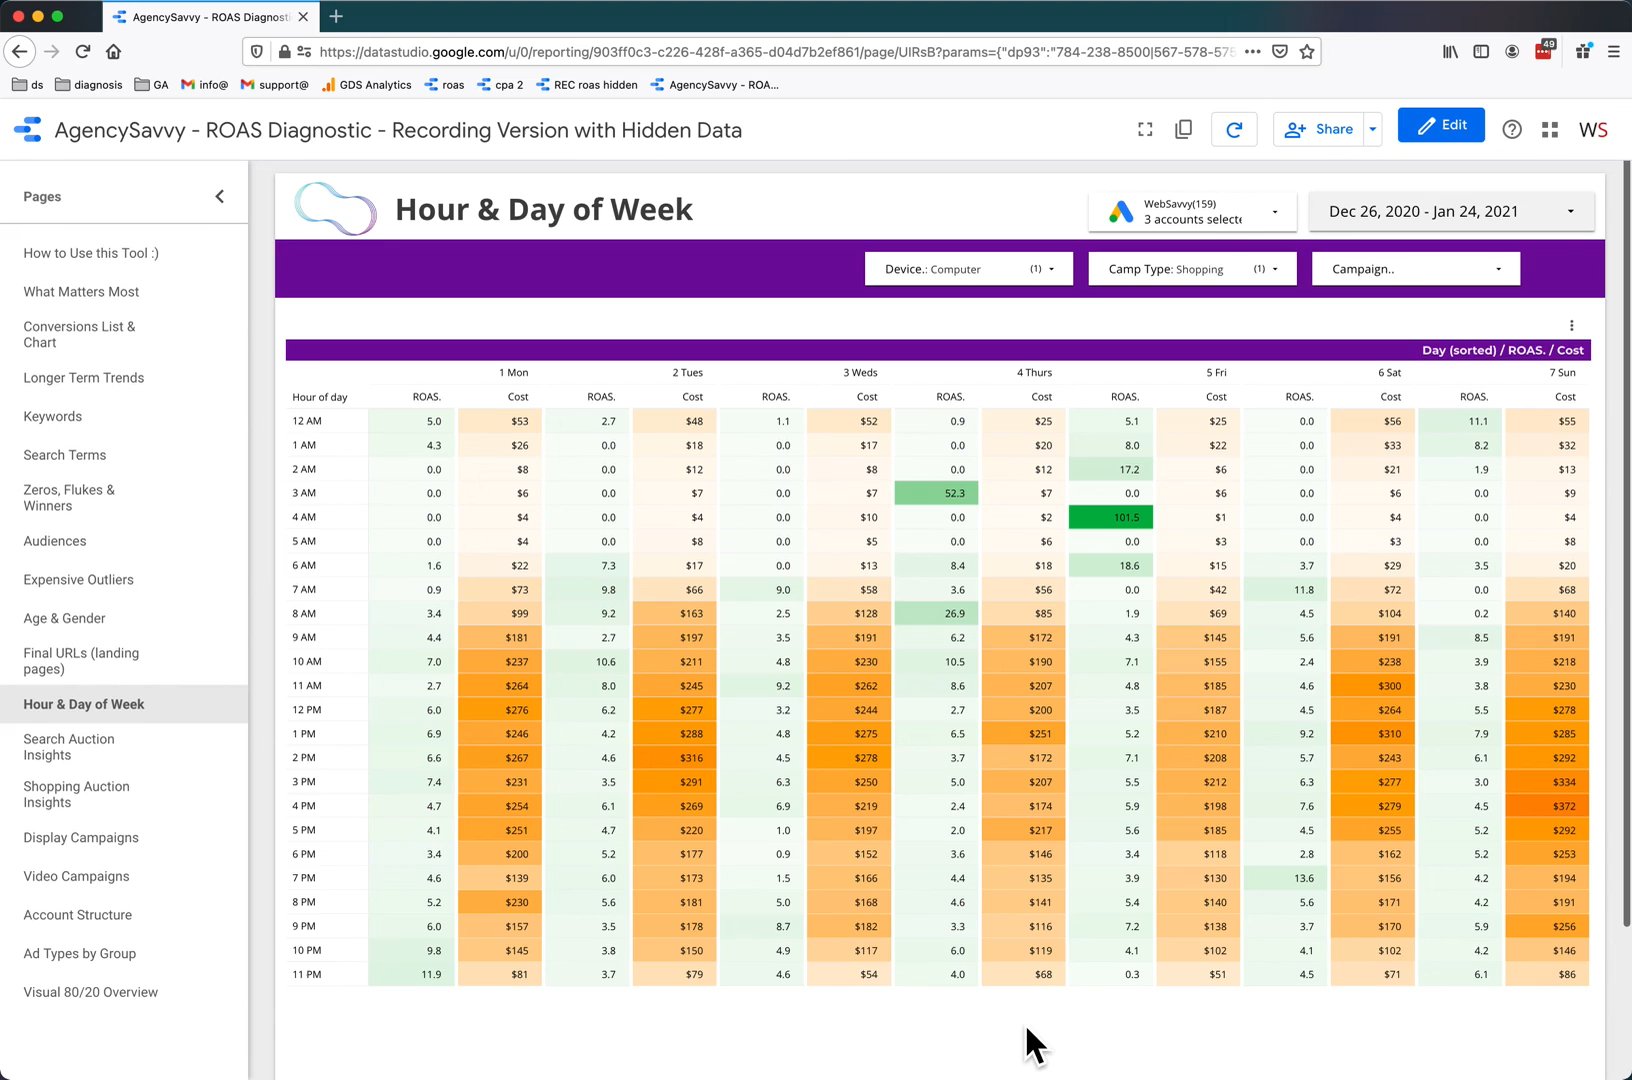 AgencySavvy - ROAS Diagnosti
https://datastudio.google.com/u/0/reporting/903ff0c3-c226-428f-a365-d04d7b2ef861/page/UIRsB?params={"dp93":"784-238-8500|567-578-575
49
ds diagnosis GA info@ support@ GDS Analytics roas cpa 2 REC roas hidden AgencySavvy - ROA...
AgencySavvy - ROAS Diagnostic - Recording Version with Hidden Data
Share
Edit
WS
Pages
How to Use this Tool :)
What Matters Most
Conversions List &
Chart
Longer Term Trends
Keywords
Search Terms
Zeros, Flukes &
Winners
Audiences
Expensive Outliers
Age & Gender
Final URLs (landing
pages)
Hour & Day of Week
Search Auction
Insights
Shopping Auction
Insights
Display Campaigns
Video Campaigns
Account Structure
Ad Types by Group
Visual 80/20 Overview
Hour & Day of Week
WebSavvy(159)
3 accounts selecte
Dec 26, 2020 - Jan 24, 2021
Device.: Computer (1)
Camp Type: Shopping (1)
Campaign..
Day (sorted) / ROAS. / Cost
1 Mon 2 Tues 3 Weds 4 Thurs 5 Fri 6 Sat 7 Sun
Hour of day ROAS. Cost ROAS. Cost ROAS. Cost ROAS. Cost ROAS. Cost ROAS. Cost ROAS. Cost
12 AM 5.0 $53 2.7 $48 1.1 $52 0.9 $25 5.1 $25 0.0 $56 11.1 $55
1 AM 4.3 $26 0.0 $18 0.0 $17 0.0 $20 8.0 $22 0.0 $33 8.2 $32
2 AM 0.0 $8 0.0 $12 0.0 $8 0.0 $12 17.2 $6 0.0 $21 1.9 $13
3 AM 0.0 $6 0.0 $7 0.0 $7 52.3 $7 0.0 $6 0.0 $6 0.0 $9
4 AM 0.0 $4 0.0 $4 0.0 $10 0.0 $2 101.5 $1 0.0 $4 0.0 $4
5 AM 0.0 $4 0.0 $8 0.0 $5 0.0 $6 0.0 $3 0.0 $3 0.0 $8
6 AM 1.6 $22 7.3 $17 0.0 $13 8.4 $18 18.6 $15 3.7 $29 3.5 $20
7 AM 0.9 $73 9.8 $66 9.0 $58 3.6 $56 0.0 $42 11.8 $72 0.0 $68
8 AM 3.4 $99 9.2 $163 2.5 $128 26.9 $85 1.9 $69 4.5 $104 0.2 $140
9 AM 4.4 $181 2.7 $197 3.5 $191 6.2 $172 4.3 $145 5.6 $191 8.5 $191
10 AM 7.0 $237 10.6 $211 4.8 $230 10.5 $190 7.1 $155 2.4 $238 3.9 $218
11 AM 2.7 $264 8.0 $245 9.2 $262 8.6 $207 4.8 $185 4.6 $300 3.8 $230
12 PM 6.0 $276 6.2 $277 3.2 $244 2.7 $200 3.5 $187 4.5 $264 5.5 $278
1 PM 6.9 $246 4.2 $288 4.8 $275 6.5 $251 5.2 $210 9.2 $310 7.9 $285
2 PM 6.6 $267 4.6 $316 4.5 $278 3.7 $172 7.1 $208 5.7 $243 6.1 $292
3 PM 7.4 $231 3.5 $291 6.3 $250 5.0 $207 5.5 $212 6.3 $277 3.0 $334
4 PM 4.7 $254 6.1 $269 6.9 $219 2.4 $174 5.9 $198 7.6 $279 4.5 $372
5 PM 4.1 $251 4.7 $220 1.0 $197 2.0 $217 5.6 $185 4.5 $255 5.2 $292
6 PM 3.4 $200 5.2 $177 0.9 $152 3.6 $146 3.4 $118 2.8 $162 5.2 $253
7 PM 4.6 $139 6.0 $173 1.5 $166 4.4 $135 3.9 $130 13.6 $156 4.2 $194
8 PM 5.2 $230 5.6 $181 5.0 $168 4.6 $141 5.4 $140 5.6 $171 4.2 $191
9 PM 6.0 $157 3.5 $178 8.7 $182 3.3 $116 7.2 $138 3.7 $170 5.9 $256
10 PM 9.8 $145 3.8 $150 4.9 $117 6.0 $119 4.1 $102 4.1 $102 4.2 $146
11 PM 11.9 $81 3.7 $79 4.6 $54 4.0 $68 0.3 $51 4.5 $71 6.1 $86